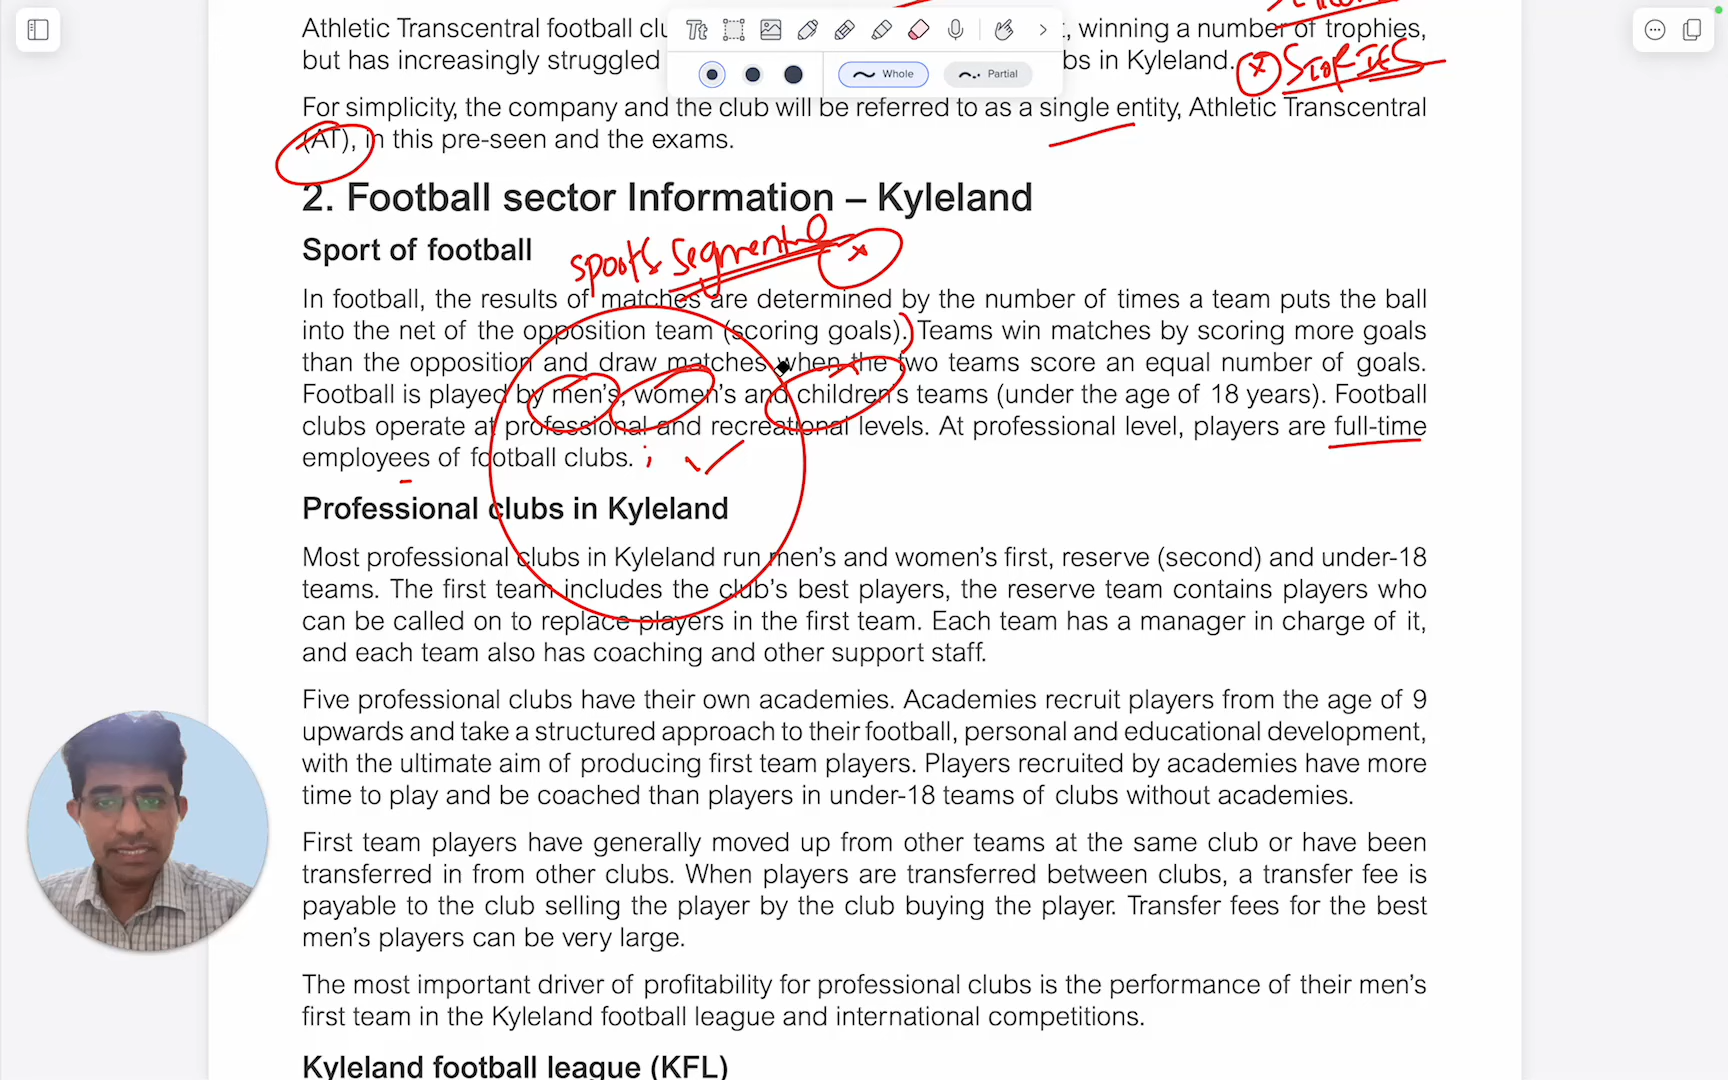 Athletic Transcentral football clu
, winning a number of trophies,
but has increasingly struggled
bs in Kyleland.
STORIES
Tt
Whole
Partial
For simplicity, the company and the club will be referred to as a single entity, Athletic Transcentral
(AT), in this pre-seen and the exams.
2. Football sector Information – Kyleland
Sport of football
sports segmental
In football, the results of matches are determined by the number of times a team puts the ball
into the net of the opposition team (scoring goals). Teams win matches by scoring more goals
than the opposition and draw matches when the two teams score an equal number of goals.
Football is played by men's, women's and children's teams (under the age of 18 years). Football
clubs operate at professional and recreational levels. At professional level, players are full-time
employees of football clubs.
Professional clubs in Kyleland
Most professional clubs in Kyleland run men's and women's first, reserve (second) and under-18
teams. The first team includes the club's best players, the reserve team contains players who
can be called on to replace players in the first team. Each team has a manager in charge of it,
and each team also has coaching and other support staff.
Five professional clubs have their own academies. Academies recruit players from the age of 9
upwards and take a structured approach to their football, personal and educational development,
with the ultimate aim of producing first team players. Players recruited by academies have more
time to play and be coached than players in under-18 teams of clubs without academies.
First team players have generally moved up from other teams at the same club or have been
transferred in from other clubs. When players are transferred between clubs, a transfer fee is
payable to the club selling the player by the club buying the player. Transfer fees for the best
men's players can be very large.
The most important driver of profitability for professional clubs is the performance of their men's
first team in the Kyleland football league and international competitions.
Kyleland football league (KFL)